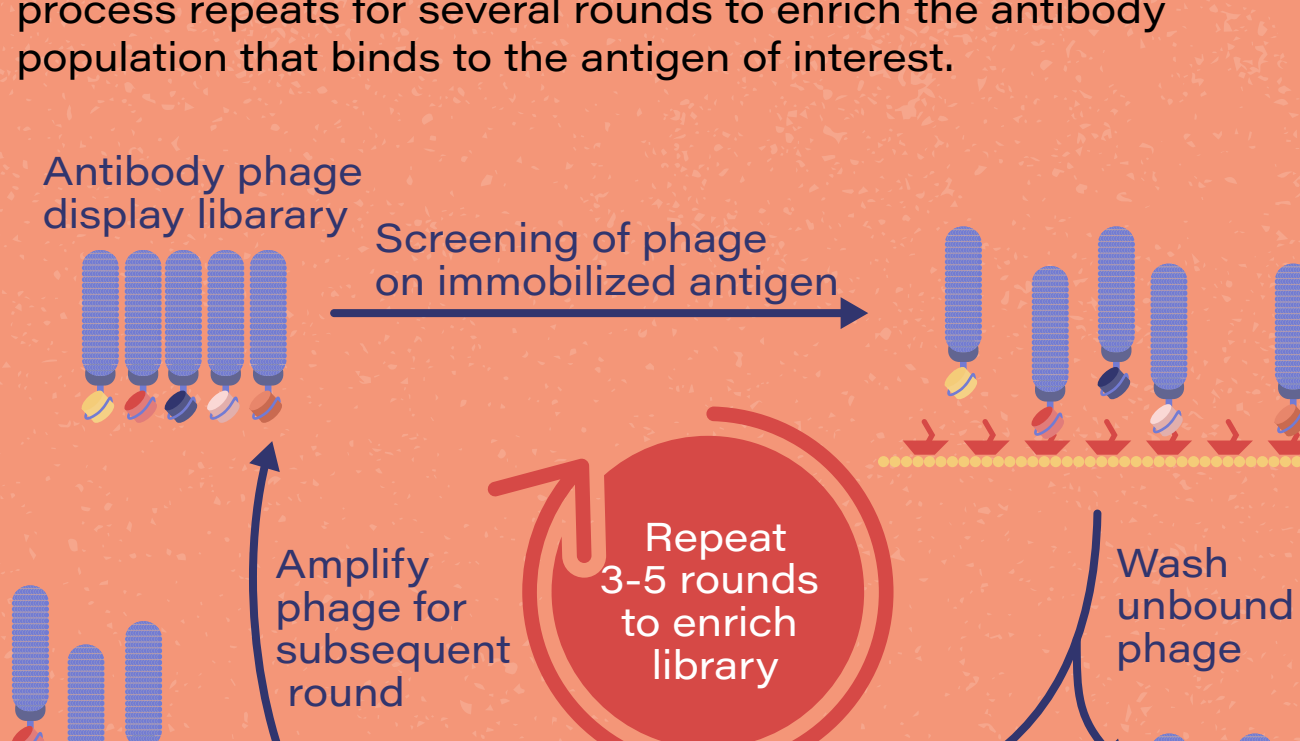 process repeats for several rounds to enrich the antibody
population that binds to the antigen of interest.
Antibody phage
display libarary
Screening of phage
on immobilized antigen
Repeat
3-5 rounds
to enrich
library
Wash
unbound
phage
Amplify
phage for
subsequent
round